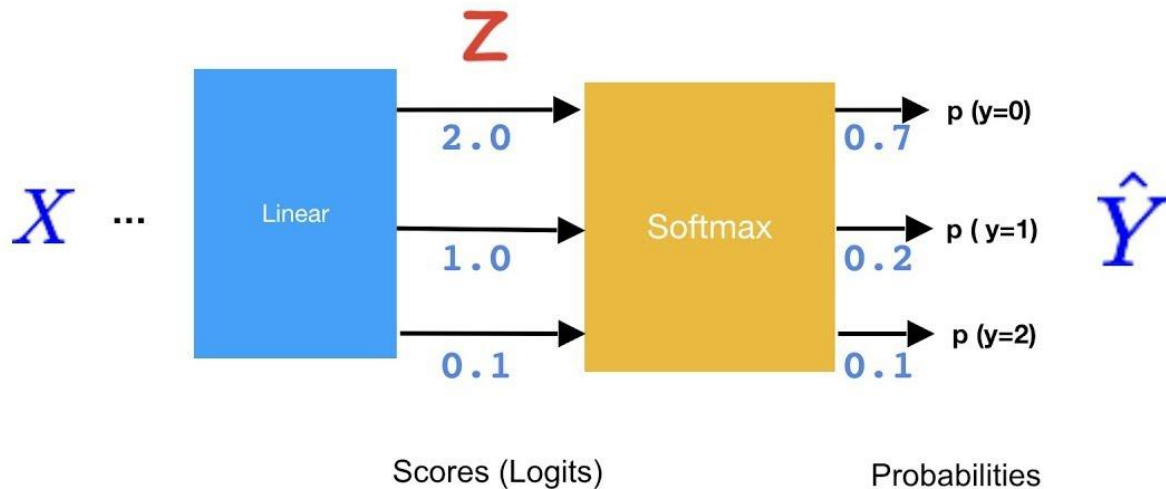 Z
2.0
0.7
p (y=0)
X
...
Linear
Softmax
Ŷ
1.0
0.2
p ( y=1)
0.1
0.1
p (y=2)
Scores (Logits)
Probabilities